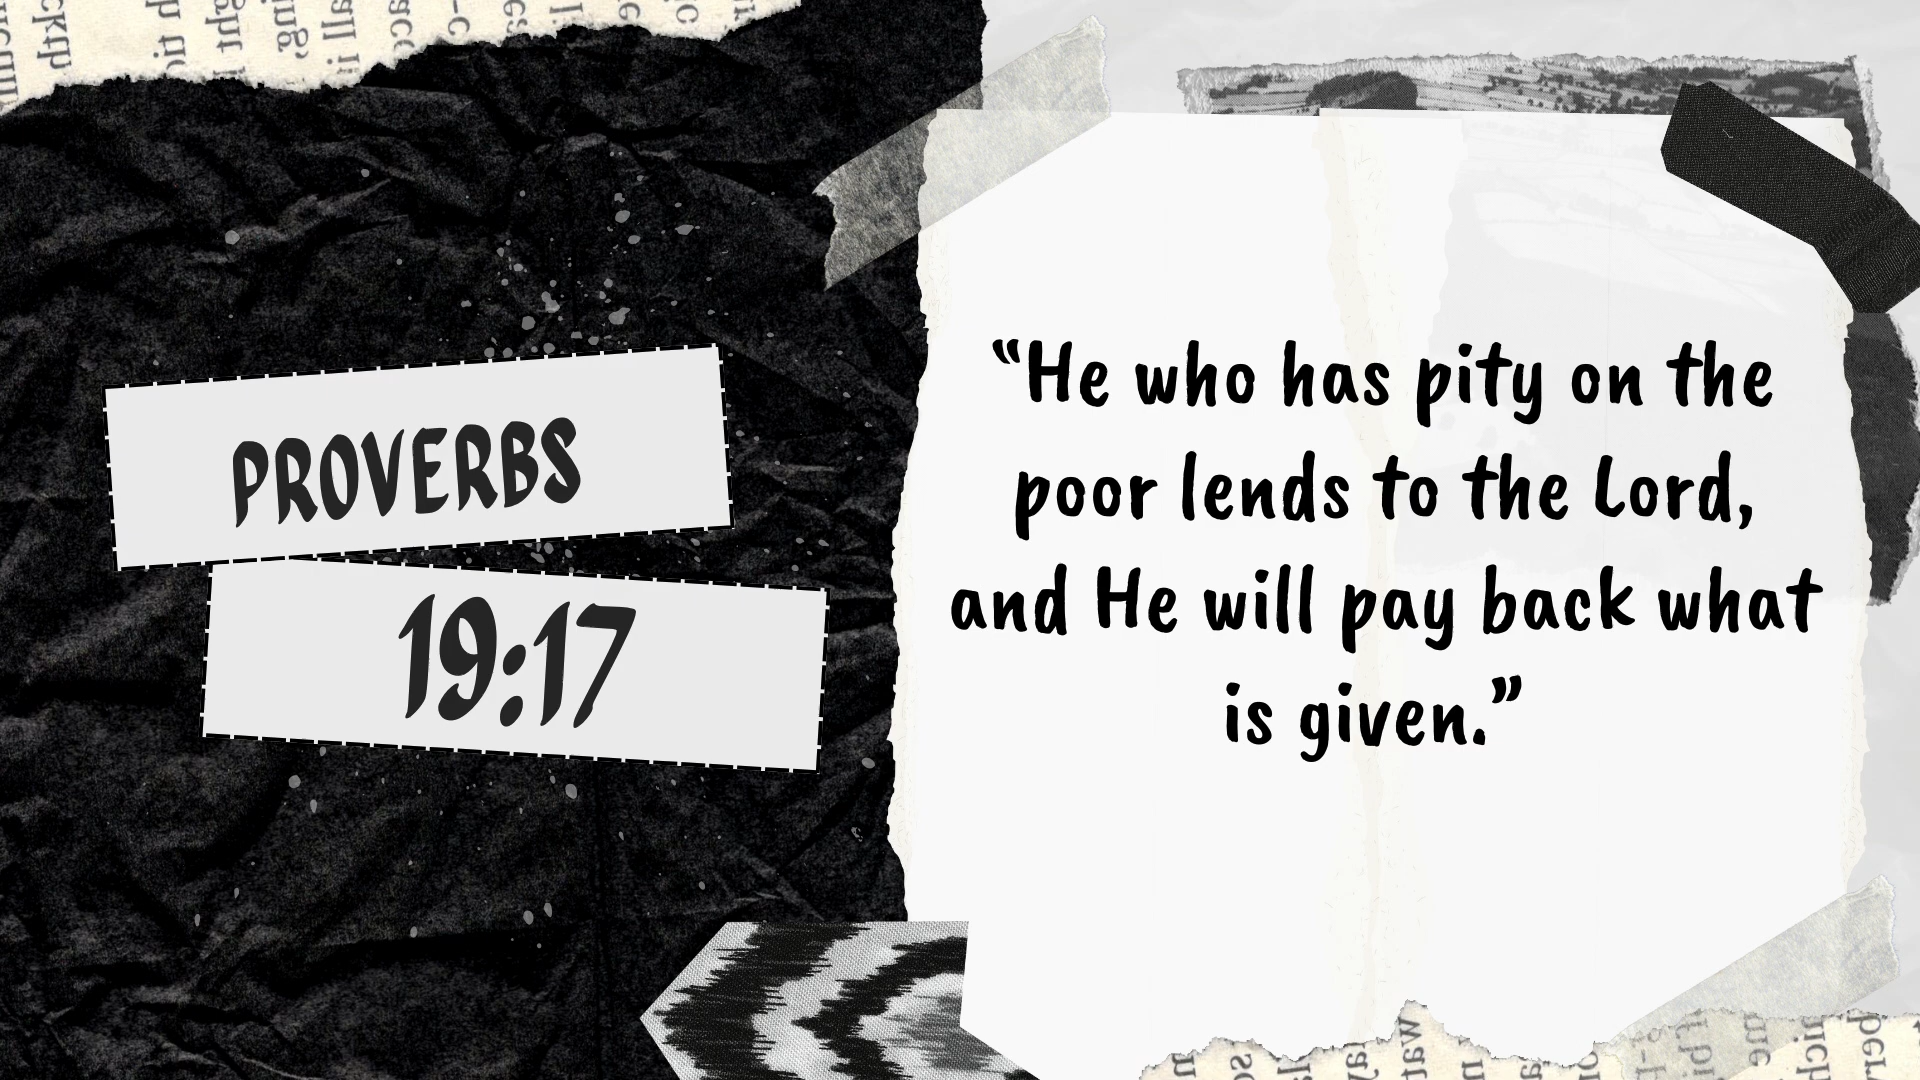 PROVERBS
19:17
“He who has pity on the
poor lends to the Lord,
and He will pay back what
is given.”